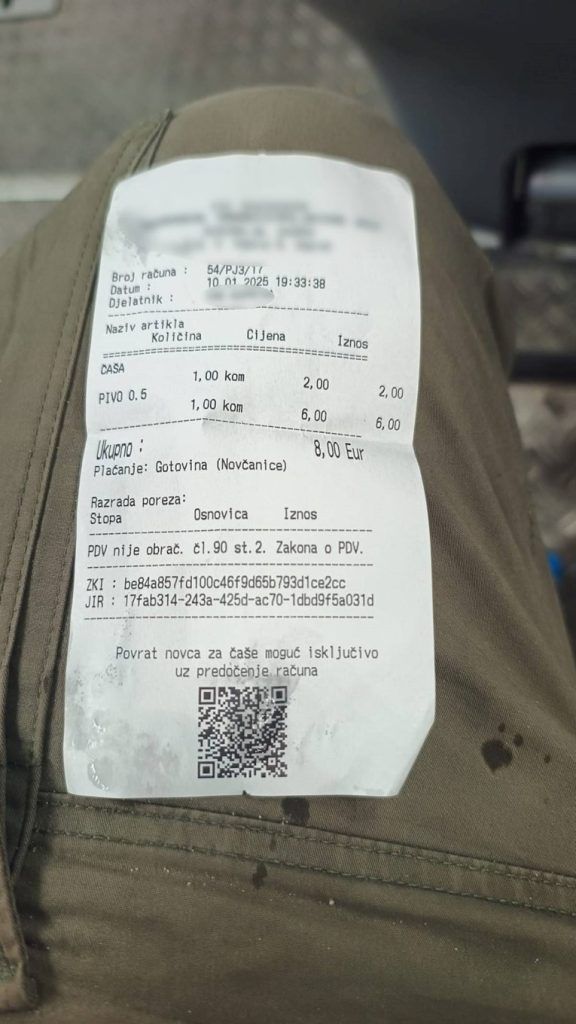 Broj računa : 54/PJ3/17
Datum : 10.01.2025 19:33:38
Djelatnik :
Naziv artikla
Količina Cijena Iznos
ČAŠA
1,00 kom 2,00 2,00
PIVO 0.5
1,00 kom 6,00 6,00
Ukupno : 8,00 Eur
Plaćanje: Gotovina (Novčanice)
Razrada poreza:
Stopa Osnovica Iznos
PDV nije obrač. čl.90 st.2. Zakona o PDV.
ZKI : be84a857fd100c46f9d65b793d1ce2cc
JIR : 17fab314-243a-425d-ac70-1dbd9f5a031d
Povrat novca za čaše moguć isključivo
uz predočenje računa